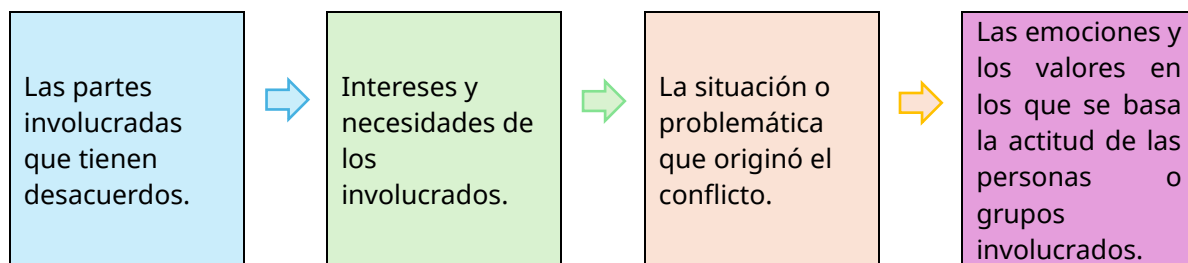 Las partes
involucradas
que tienen
desacuerdos.
Intereses y
necesidades de
los
involucrados.
La situación o
problemática
que originó el
conflicto.
Las emociones y
los valores en
los que se basa
la actitud de las
personas o
grupos
involucrados.